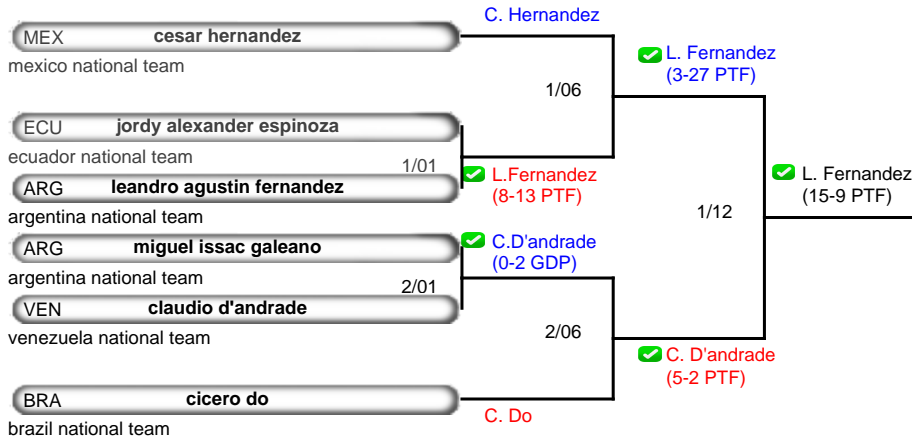 C. Hernandez
MEX cesar hernandez
mexico national team
L. Fernandez
(3-27 PTF)
1/06
ECU jordy alexander espinoza
ecuador national team
1/01
L.Fernandez
(8-13 PTF)
ARG leandro agustin fernandez
argentina national team
L. Fernandez
(15-9 PTF)
1/12
ARG miguel issac galeano
argentina national team
C.D'andrade
(0-2 GDP)
2/01
VEN claudio d'andrade
venezuela national team
2/06
C. D'andrade
(5-2 PTF)
BRA cicero do
brazil national team
C. Do